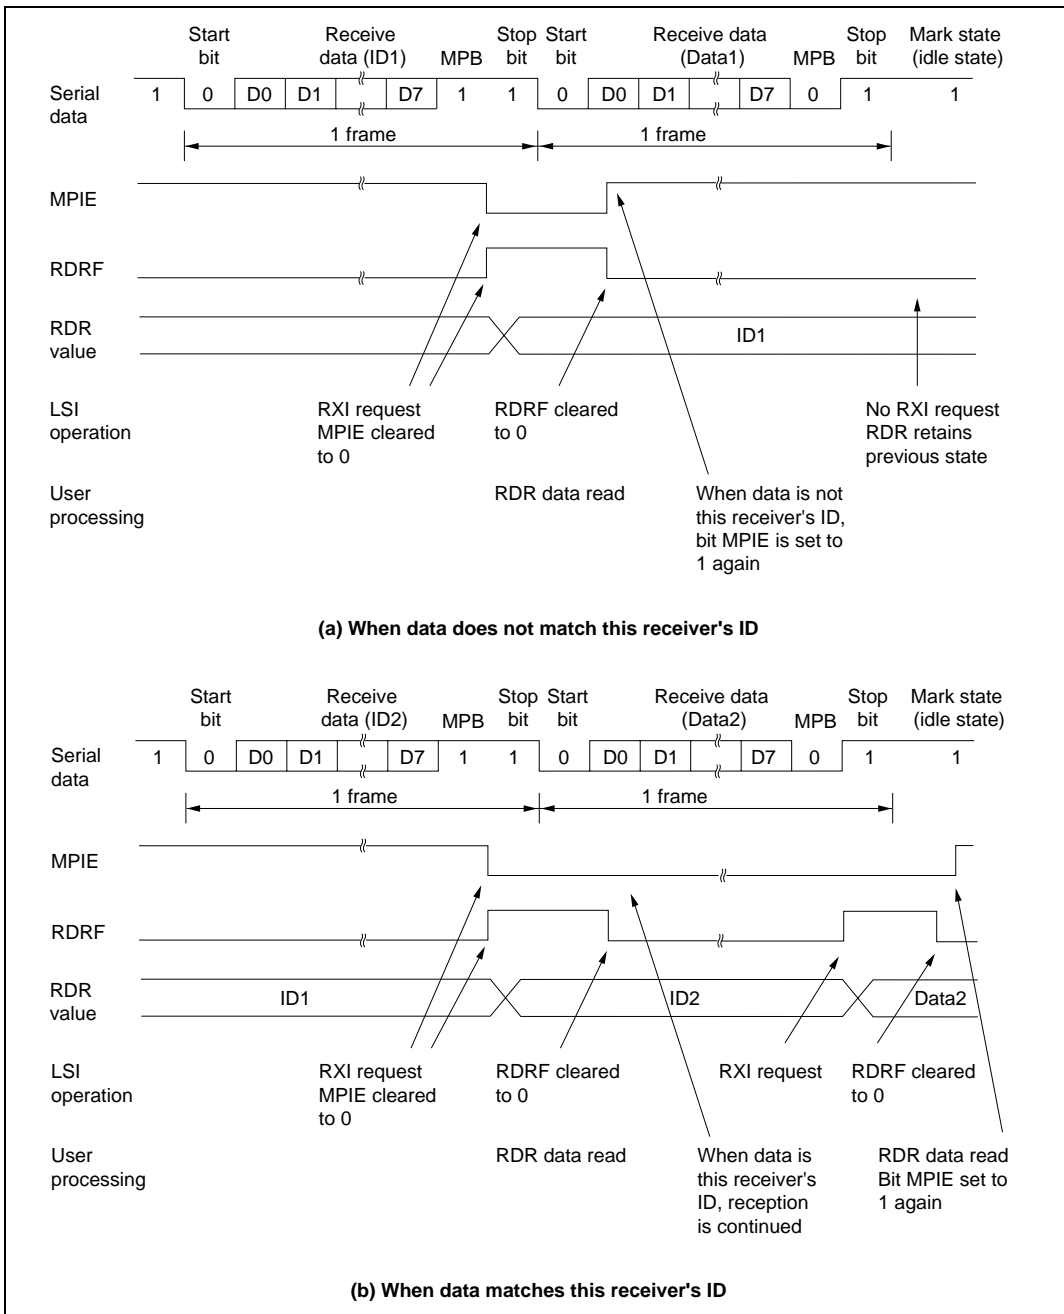 Start Receive Stop Start Receive data Stop Mark state
bit data (ID1) MPB bit bit (Data1) MPB bit (idle state)
Serial data 1 0 D0 D1 D7 1 1 0 D0 D1 D7 0 1 1
1 frame 1 frame
MPIE
RDRF
RDR value ID1
LSI operation
RXI request
MPIE cleared
to 0
RDRF cleared
to 0
No RXI request
RDR retains
previous state
User processing
RDR data read
When data is not
this receiver's ID,
bit MPIE is set to
1 again
(a) When data does not match this receiver's ID
Start Receive Stop Start Receive data Stop Mark state
bit data (ID2) MPB bit bit (Data2) MPB bit (idle state)
Serial data 1 0 D0 D1 D7 1 1 0 D0 D1 D7 0 1 1
1 frame 1 frame
MPIE
RDRF
RDR value ID1 ID2 Data2
LSI operation
RXI request
MPIE cleared
to 0
RDRF cleared
to 0
RXI request
RDRF cleared
to 0
User processing
RDR data read
When data is
this receiver's
ID, reception
is continued
RDR data read
Bit MPIE set to
1 again
(b) When data matches this receiver's ID